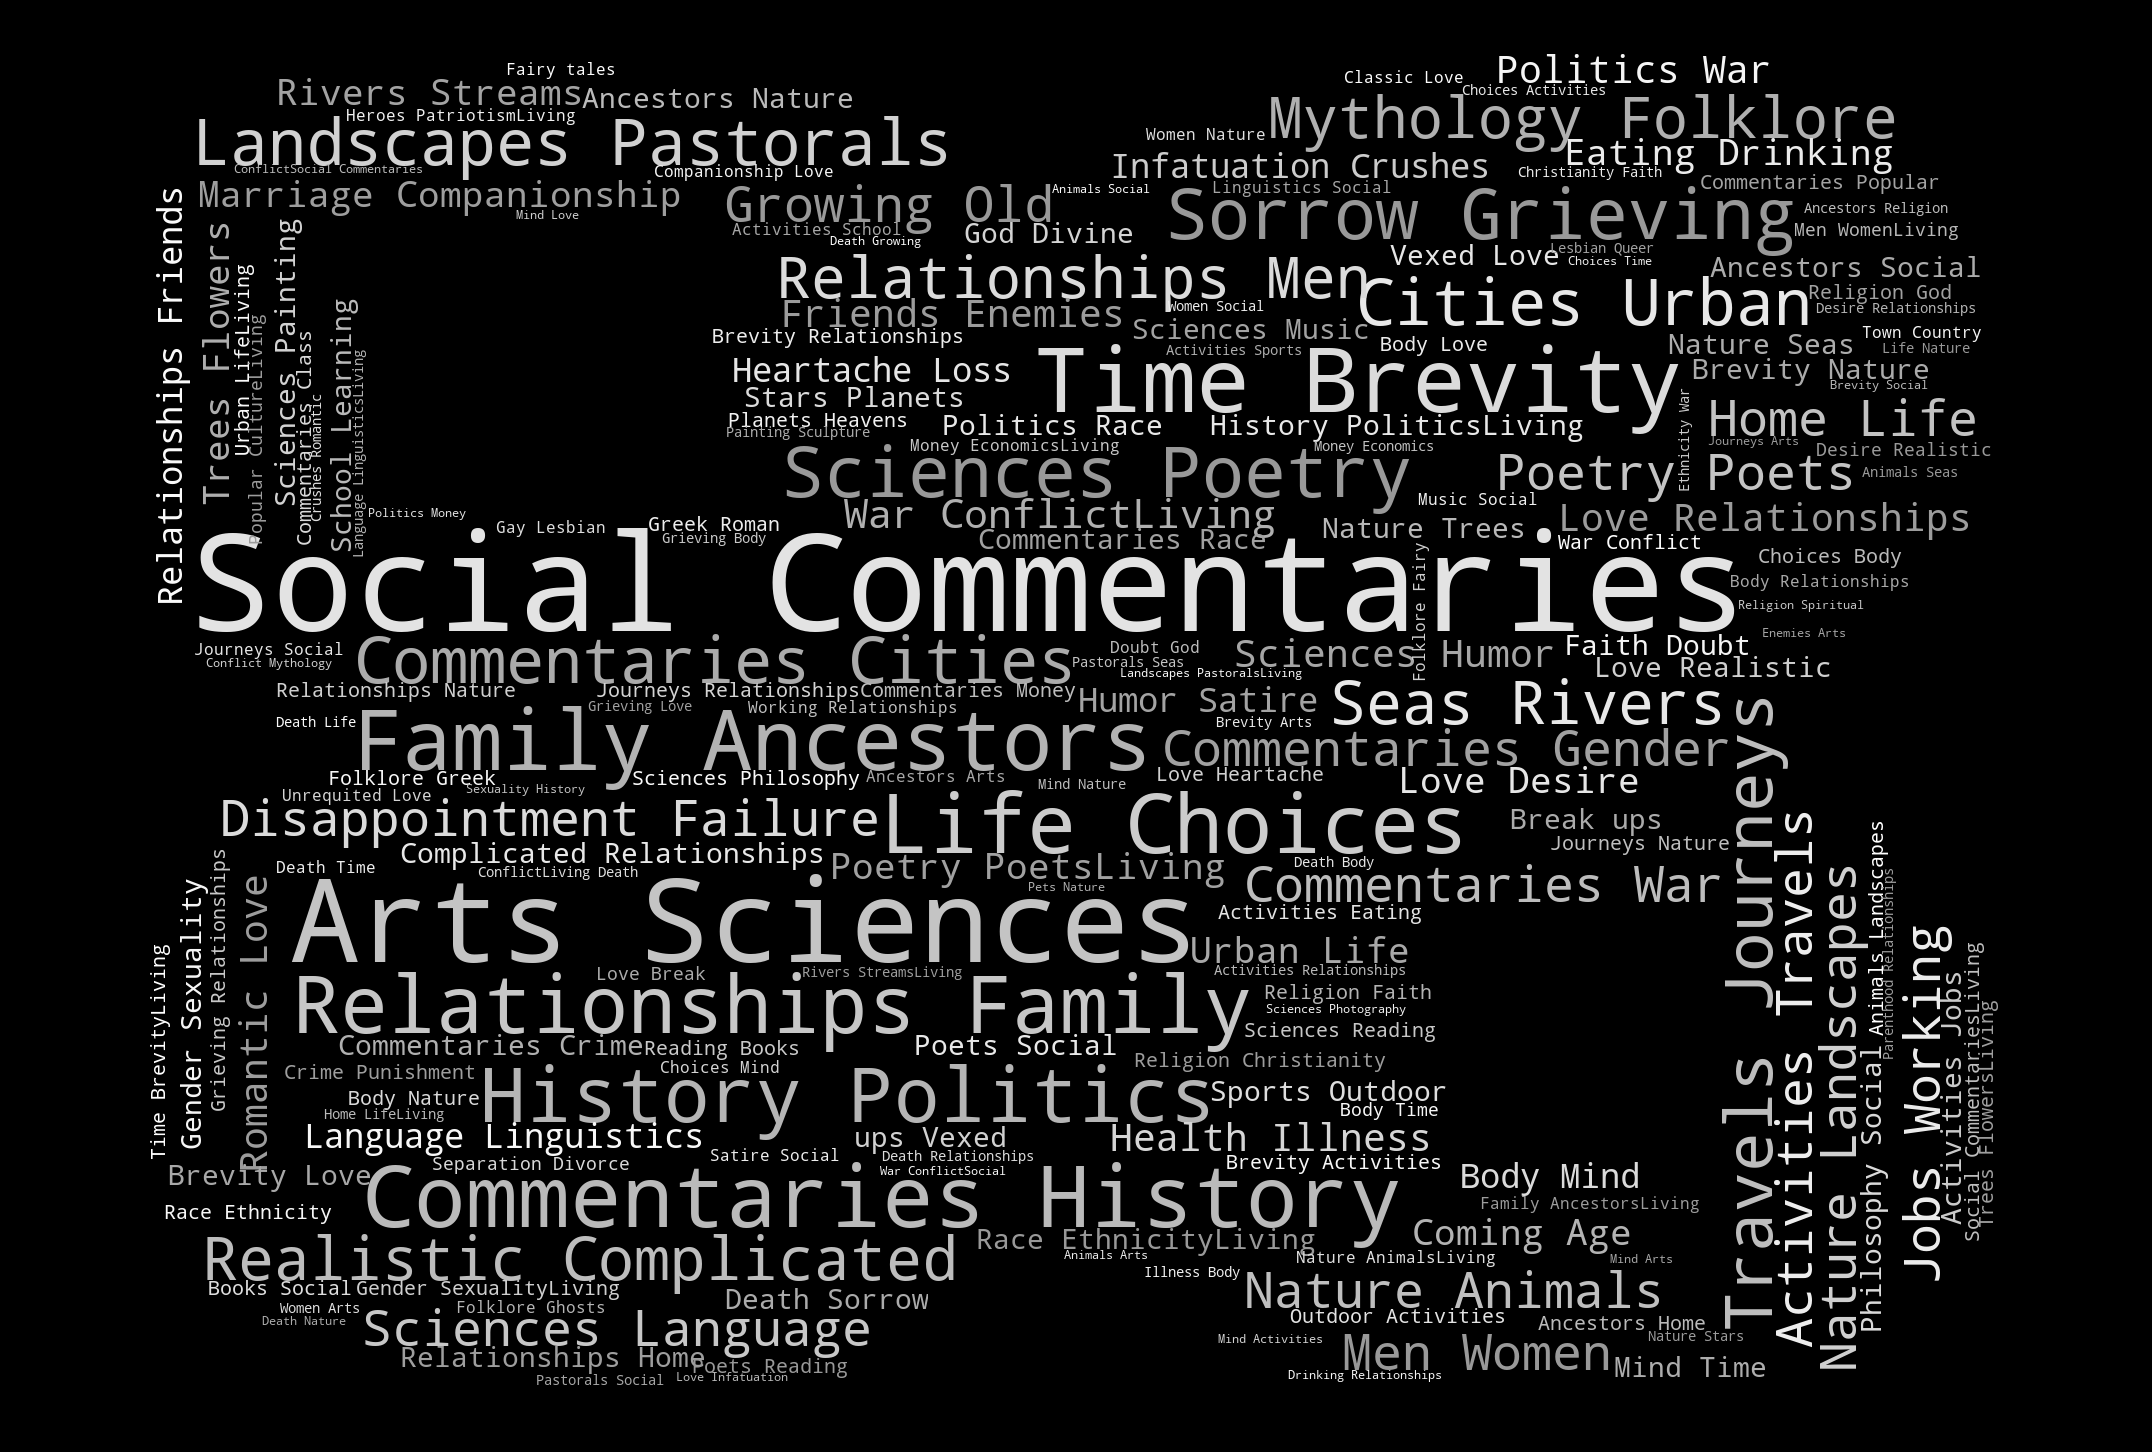 Fairy tales
Rivers Streams
Ancestors Nature
Heroes PatriotismLiving
Landscapes Pastorals
ConflictSocial Commentaries
Companionship Love
Marriage Companionship
Mind Love
Growing Old
Activities School
Death Growing
God Divine
Classic Love
Politics War
Choices Activities
Mythology Folklore
Women Nature
Infatuation Crushes
Eating Drinking
Christianity Faith
Animals Social
Linguistics Social
Commentaries Popular
Sorrow Grieving
Ancestors Religion
Men WomenLiving
Vexed Love
Lesbian Queer
Choices Time
Ancestors Social
Relationships Friends
Trees Flowers
Urban LifeLiving
Popular CultureLiving
Sciences Painting
Commentaries Class
Crushes Romantic
School Learning
Language LinguisticsLiving
Relationships Men
Cities Urban
Religion God
Desire Relationships
Friends Enemies
Women Social
Sciences Music
Brevity Relationships
Activities Sports
Body Love
Town Country
Nature Seas
Life Nature
Heartache Loss
Time Brevity
Brevity Nature
Brevity Social
Stars Planets
Planets Heavens
Painting Sculpture
Politics Race
History PoliticsLiving
Ethnicity War
Home Life
Journeys Arts
Desire Realistic
Money EconomicsLiving
Money Economics
Sciences Poetry
Poetry Poets
Animals Seas
Politics Money
Gay Lesbian
Greek Roman
Grieving Body
War ConflictLiving
Music Social
Nature Trees
Love Relationships
Commentaries Race
War Conflict
Choices Body
Social Commentaries
Folklore Fairy
Body Relationships
Religion Spiritual
Enemies Arts
Journeys Social
Conflict Mythology
Commentaries Cities
Doubt God
Pastorals Seas
Sciences Humor
Faith Doubt
Landscapes PastoralsLiving
Love Realistic
Relationships Nature
Journeys Relationships
Commentaries Money
Grieving Love
Working Relationships
Humor Satire
Seas Rivers
Death Life
Brevity Arts
Family Ancestors
Commentaries Gender
Folklore Greek
Sciences Philosophy
Ancestors Arts
Mind Nature
Love Heartache
Love Desire
Unrequited Love
Sexuality History
Disappointment Failure
Life Choices
Break ups
Journeys Nature
Complicated Relationships
Death Time
ConflictLiving Death
Poetry PoetsLiving
Death Body
Pets Nature
Commentaries War
Arts Sciences
Activities Eating
Urban Life
Love Break
Rivers StreamsLiving
Activities Relationships
Relationships Family
Religion Faith
Sciences Photography
Sciences Reading
Time BrevityLiving
Gender Sexuality
Grieving Relationships
Romantic Love
Travels Journeys
Activities Travels
Nature Landscapes
Philosophy Social
Animals Landscapes
Parenthood Relationships
Jobs Working
Activities Jobs
Social CommentariesLiving
Trees FlowersLiving
Commentaries Crime
Reading Books
Poets Social
Choices Mind
Religion Christianity
Crime Punishment
Body Nature
Home LifeLiving
History Politics
Sports Outdoor
Body Time
Language Linguistics
ups Vexed
Health Illness
Separation Divorce
Satire Social
Death Relationships
War ConflictSocial
Brevity Activities
Body Mind
Brevity Love
Commentaries History
Family AncestorsLiving
Race Ethnicity
Race EthnicityLiving
Coming Age
Realistic Complicated
Animals Arts
Nature AnimalsLiving
Mind Arts
Illness Body
Books Social
Gender SexualityLiving
Nature Animals
Women Arts
Folklore Ghosts
Death Sorrow
Death Nature
Sciences Language
Outdoor Activities
Ancestors Home
Mind Activities
Nature Stars
Relationships Home
Poets Reading
Men Women
Mind Time
Pastorals Social
Love Infatuation
Drinking Relationships